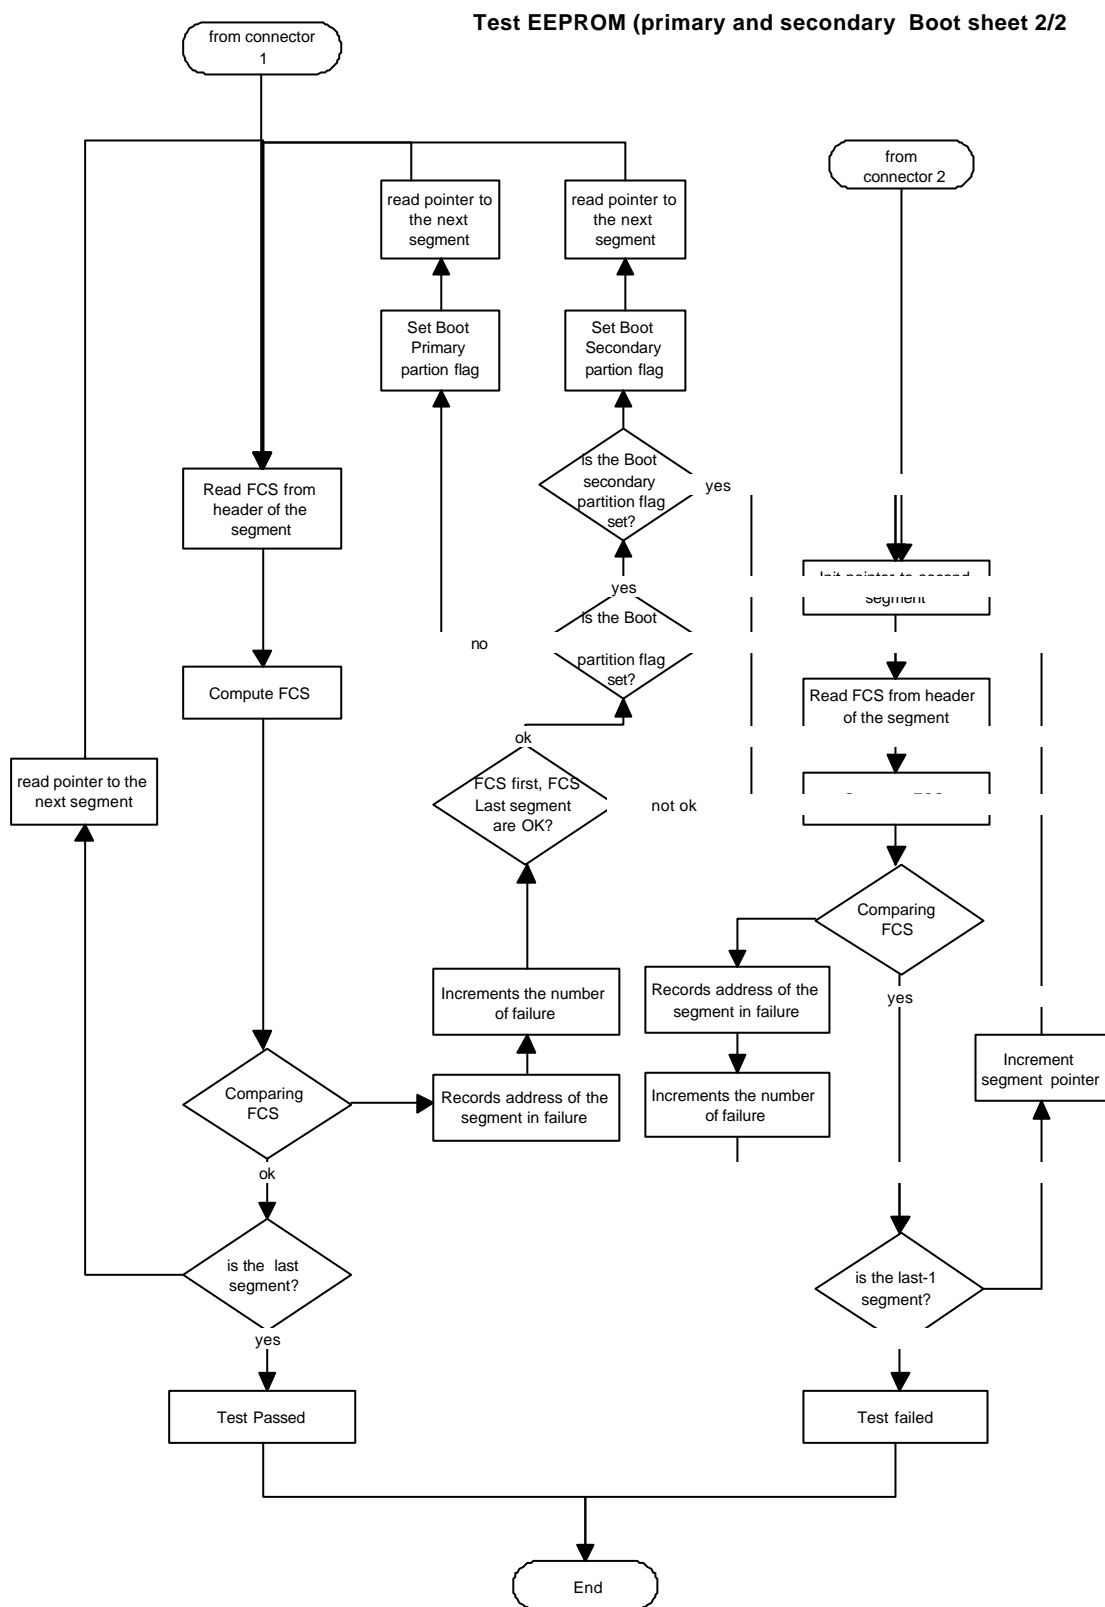 Test EEPROM (primary and secondary Boot sheet 2/2
from connector
1
from
connector 2
read pointer to
the next
segment
read pointer to
the next
segment
Set Boot
Primary
partion flag
Set Boot
Secondary
partion flag
is the Boot
secondary
partition flag
set?
yes
Read FCS from
header of the
segment
Init pointer to second
segment
yes
is the Boot
partition flag
set?
no
Compute FCS
Read FCS from header
of the segment
ok
read pointer to the
next segment
FCS first, FCS
Last segment
are OK?
not ok
Comparing
FCS
yes
Increments the number
of failure
Records address of the
segment in failure
Increment
segment pointer
Comparing
FCS
Records address of the
segment in failure
Increments the number
of failure
ok
is the last
segment?
is the last-1
segment?
yes
Test Passed
Test failed
End